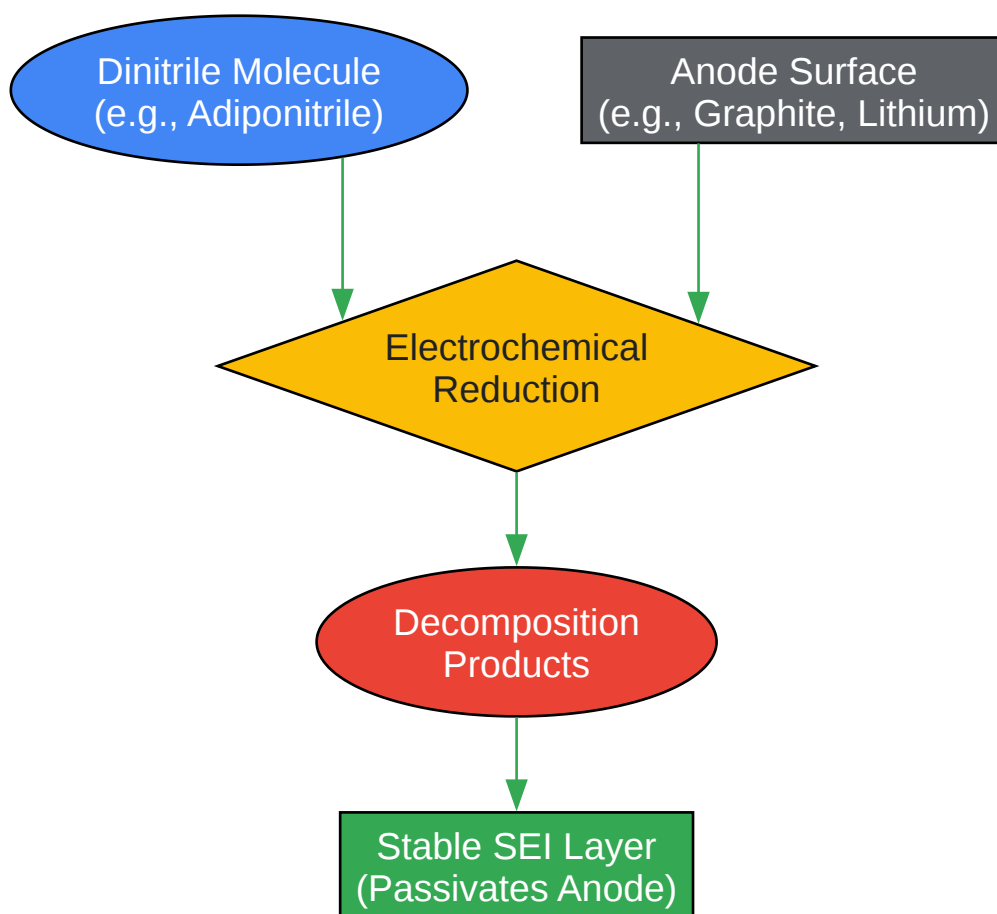 Dinitrile Molecule
(e.g., Adiponitrile)
Anode Surface
(e.g., Graphite, Lithium)
Electrochemical
Reduction
Decomposition
Products
Stable SEI Layer
(Passivates Anode)